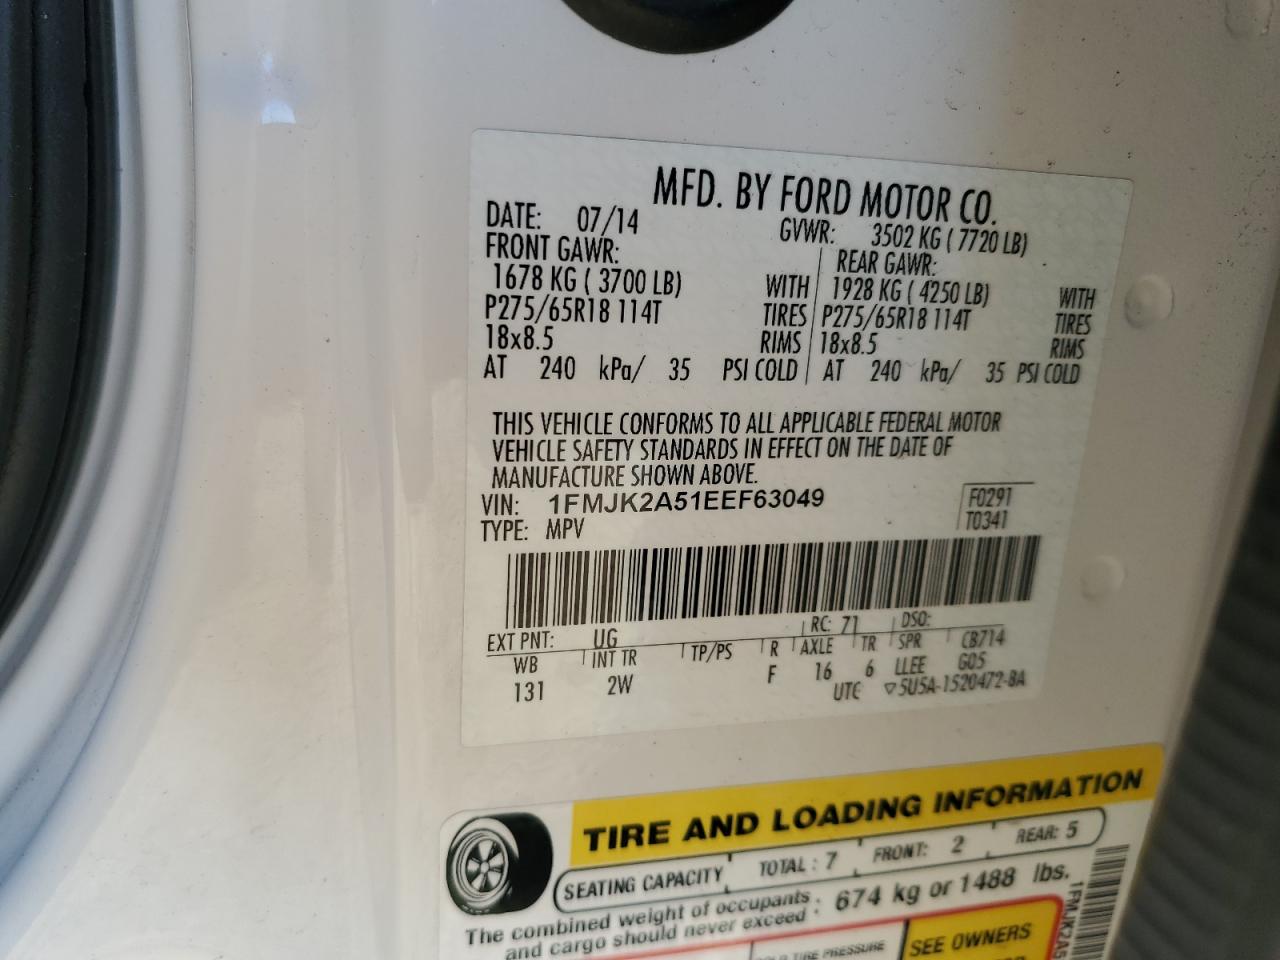 MFD. BY FORD MOTOR CO.
DATE: 07/14 GVWR: 3502 KG ( 7720 LB)
FRONT GAWR: REAR GAWR:
1678 KG ( 3700 LB) WITH 1928 KG ( 4250 LB) WITH
P275/65R18 114T TIRES P275/65R18 114T TIRES
18x8.5 RIMS 18x8.5 RIMS
AT 240 kPa/ 35 PSI COLD AT 240 kPa/ 35 PSI COLD
THIS VEHICLE CONFORMS TO ALL APPLICABLE FEDERAL MOTOR
VEHICLE SAFETY STANDARDS IN EFFECT ON THE DATE OF
MANUFACTURE SHOWN ABOVE.
VIN: 1FMJK2A51EEF63049 F0291
TYPE: MPV T0341
EXT PNT: UG RC: 71 DSO:
WB INT TR TP/PS R AXLE TR SPR CB714
131 2W F 16 6 LLEE G05
UTC ▽5U5A-1520472-BA
TIRE AND LOADING INFORMATION
SEATING CAPACITY TOTAL : 7 FRONT: 2 REAR: 5
The combined weight of occupants : 674 kg or 1488 lbs.
and cargo should never exceed :
TIRE PRESSURE SEE OWNERS
1FMJK2A5